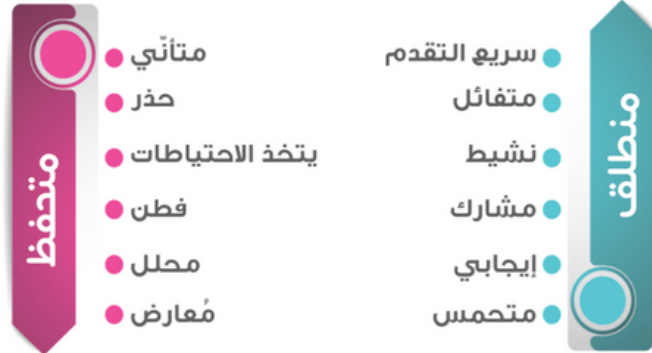 منطلق
سريع التقدم
متفائل
نشيط
مشارك
إيجابي
متحمس
متحفظ
متأنّي
حذر
يتخذ الاحتياطات
فطن
محلل
مُعارض